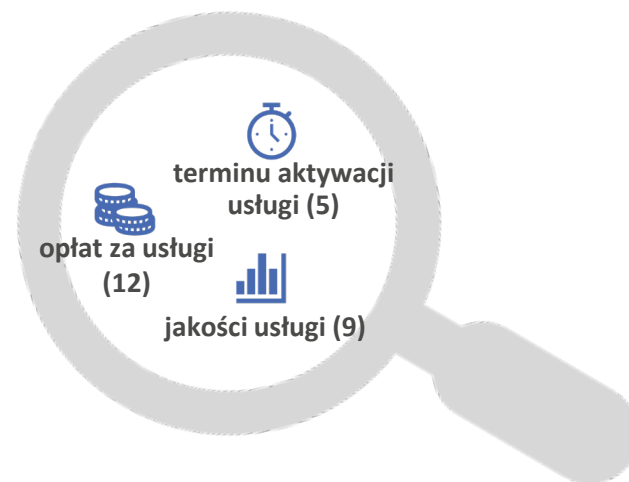 terminu aktywacji
usługi (5)
opłat za usługi
(12)
jakości usługi (9)